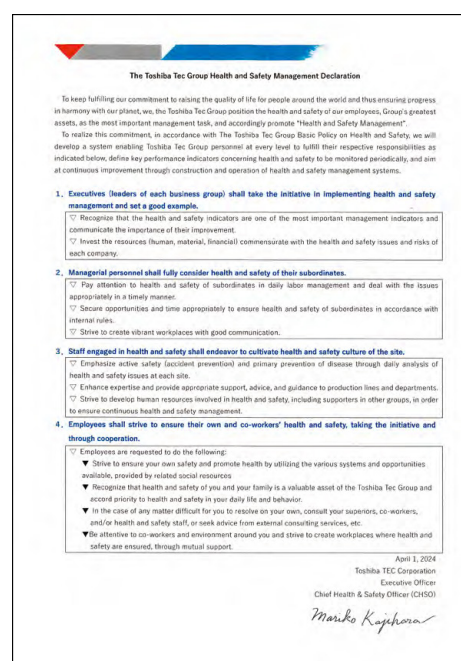 The Toshiba Tec Group Health and Safety Management Declaration
To keep fulfilling our commitment to raising the quality of life for people around the world and thus ensuring progress
in harmony with our planet, we, the Toshiba Tec Group position the health and safety of our employees, Group's greatest
assets, as the most important management task, and accordingly promote "Health and Safety Management".
To realize this commitment, in accordance with The Toshiba Tec Group Basic Policy on Health and Safety, we will
develop a system enabling Toshiba Tec Group personnel at every level to fulfill their respective responsibilities as
indicated below, define key performance indicators concerning health and safety to be monitored periodically, and aim
at continuous improvement through construction and operation of health and safety management systems.
1. Executives (leaders of each business group) shall take the initiative in implementing health and safety
management and set a good example.
▽ Recognize that the health and safety indicators are one of the most important management indicators and
communicate the importance of their improvement.
▽ Invest the resources (human, material, financial) commensurate with the health and safety issues and risks of
each company.
2. Managerial personnel shall fully consider health and safety of their subordinates.
▽ Pay attention to health and safety of subordinates in daily labor management and deal with the issues
appropriately in a timely manner.
▽ Secure opportunities and time appropriately to ensure health and safety of subordinates in accordance with
internal rules.
▽ Strive to create vibrant workplaces with good communication.
3. Staff engaged in health and safety shall endeavor to cultivate health and safety culture of the site.
▽ Emphasize active safety (accident prevention) and primary prevention of disease through daily analysis of
health and safety issues at each site.
▽ Enhance expertise and provide appropriate support, advice, and guidance to production lines and departments.
▽ Strive to develop human resources involved in health and safety, including supporters in other groups, in order
to ensure continuous health and safety management.
4. Employees shall strive to ensure their own and co-workers' health and safety, taking the initiative and
through cooperation.
▽ Employees are requested to do the following:
▼ Strive to ensure your own safety and promote health by utilizing the various systems and opportunities
available, provided by related social resources
▼ Recognize that health and safety of you and your family is a valuable asset of the Toshiba Tec Group and
accord priority to health and safety in your daily life and behavior.
▼ In the case of any matter difficult for you to resolve on your own, consult your superiors, co-workers,
and/or health and safety staff, or seek advice from external consulting services, etc.
▼Be attentive to co-workers and environment around you and strive to create workplaces where health and
safety are ensured, through mutual support.
April 1, 2024
Toshiba TEC Corporation
Executive Officer
Chief Health & Safety Officer (CHSO)
Mariko Kajihara